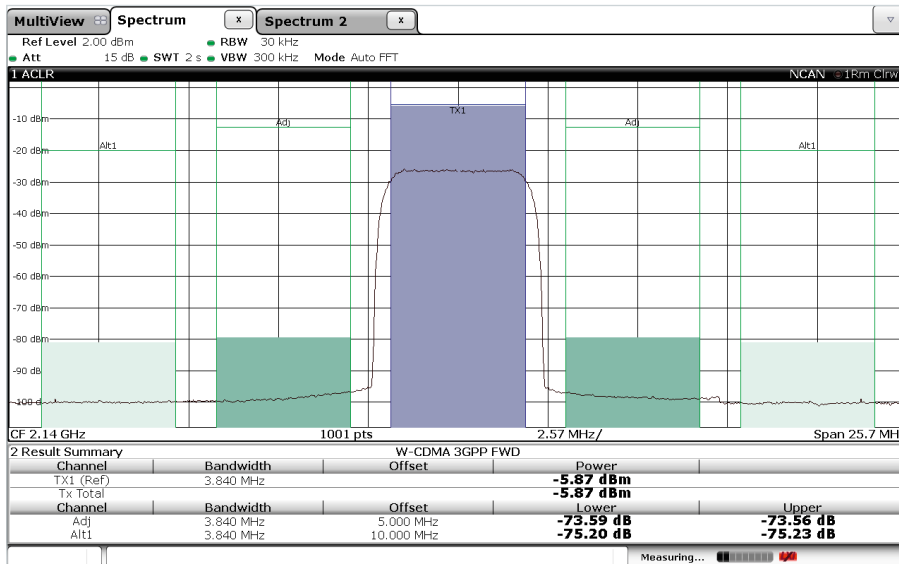 MultiView Spectrum x Spectrum 2 x
Ref Level 2.00 dBm RBW 30 kHz
Att 15 dB SWT 2 s VBW 300 kHz Mode Auto FFT
1 ACLR NCAN 1Rm Clrw
TX1
-10 dBm
Adj Adj
-20 dBm
Alt1 Alt1
-30 dBm
-40 dBm
-50 dBm
-60 dBm
-70 dBm
-80 dBm
-90 dBm
-100 d
CF 2.14 GHz 1001 pts 2.57 MHz/ Span 25.7 MH
2 Result Summary W-CDMA 3GPP FWD
Channel Bandwidth Offset Power
TX1 (Ref) 3.840 MHz -5.87 dBm
Tx Total -5.87 dBm
Channel Bandwidth Offset Lower Upper
Adj 3.840 MHz 5.000 MHz -73.59 dB -73.56 dB
Alt1 3.840 MHz 10.000 MHz -75.20 dB -75.23 dB
Measuring...